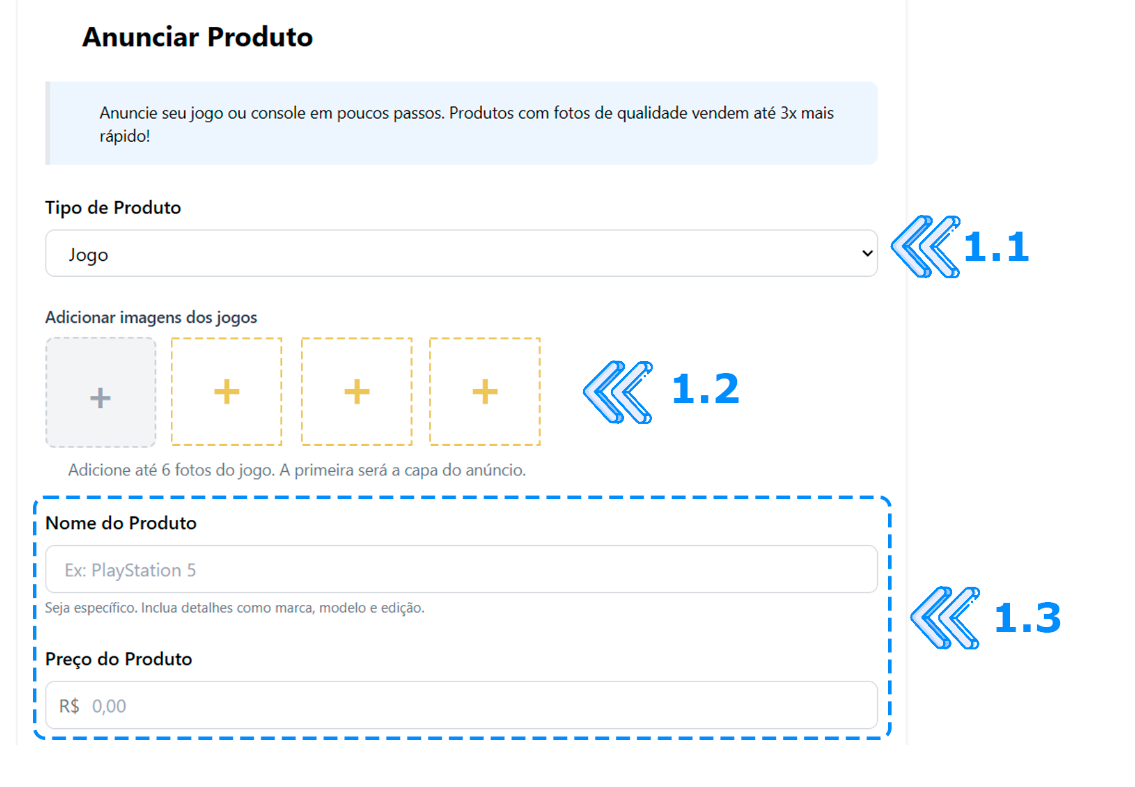 Anunciar Produto
Anuncie seu jogo ou console em poucos passos. Produtos com fotos de qualidade vendem até 3x mais
rápido!
Tipo de Produto
Jogo
1.1
Adicionar imagens dos jogos
+ + + +
1.2
Adicione até 6 fotos do jogo. A primeira será a capa do anúncio.
Nome do Produto
Ex: PlayStation 5
Seja específico. Inclua detalhes como marca, modelo e edição.
1.3
Preço do Produto
R$ 0,00